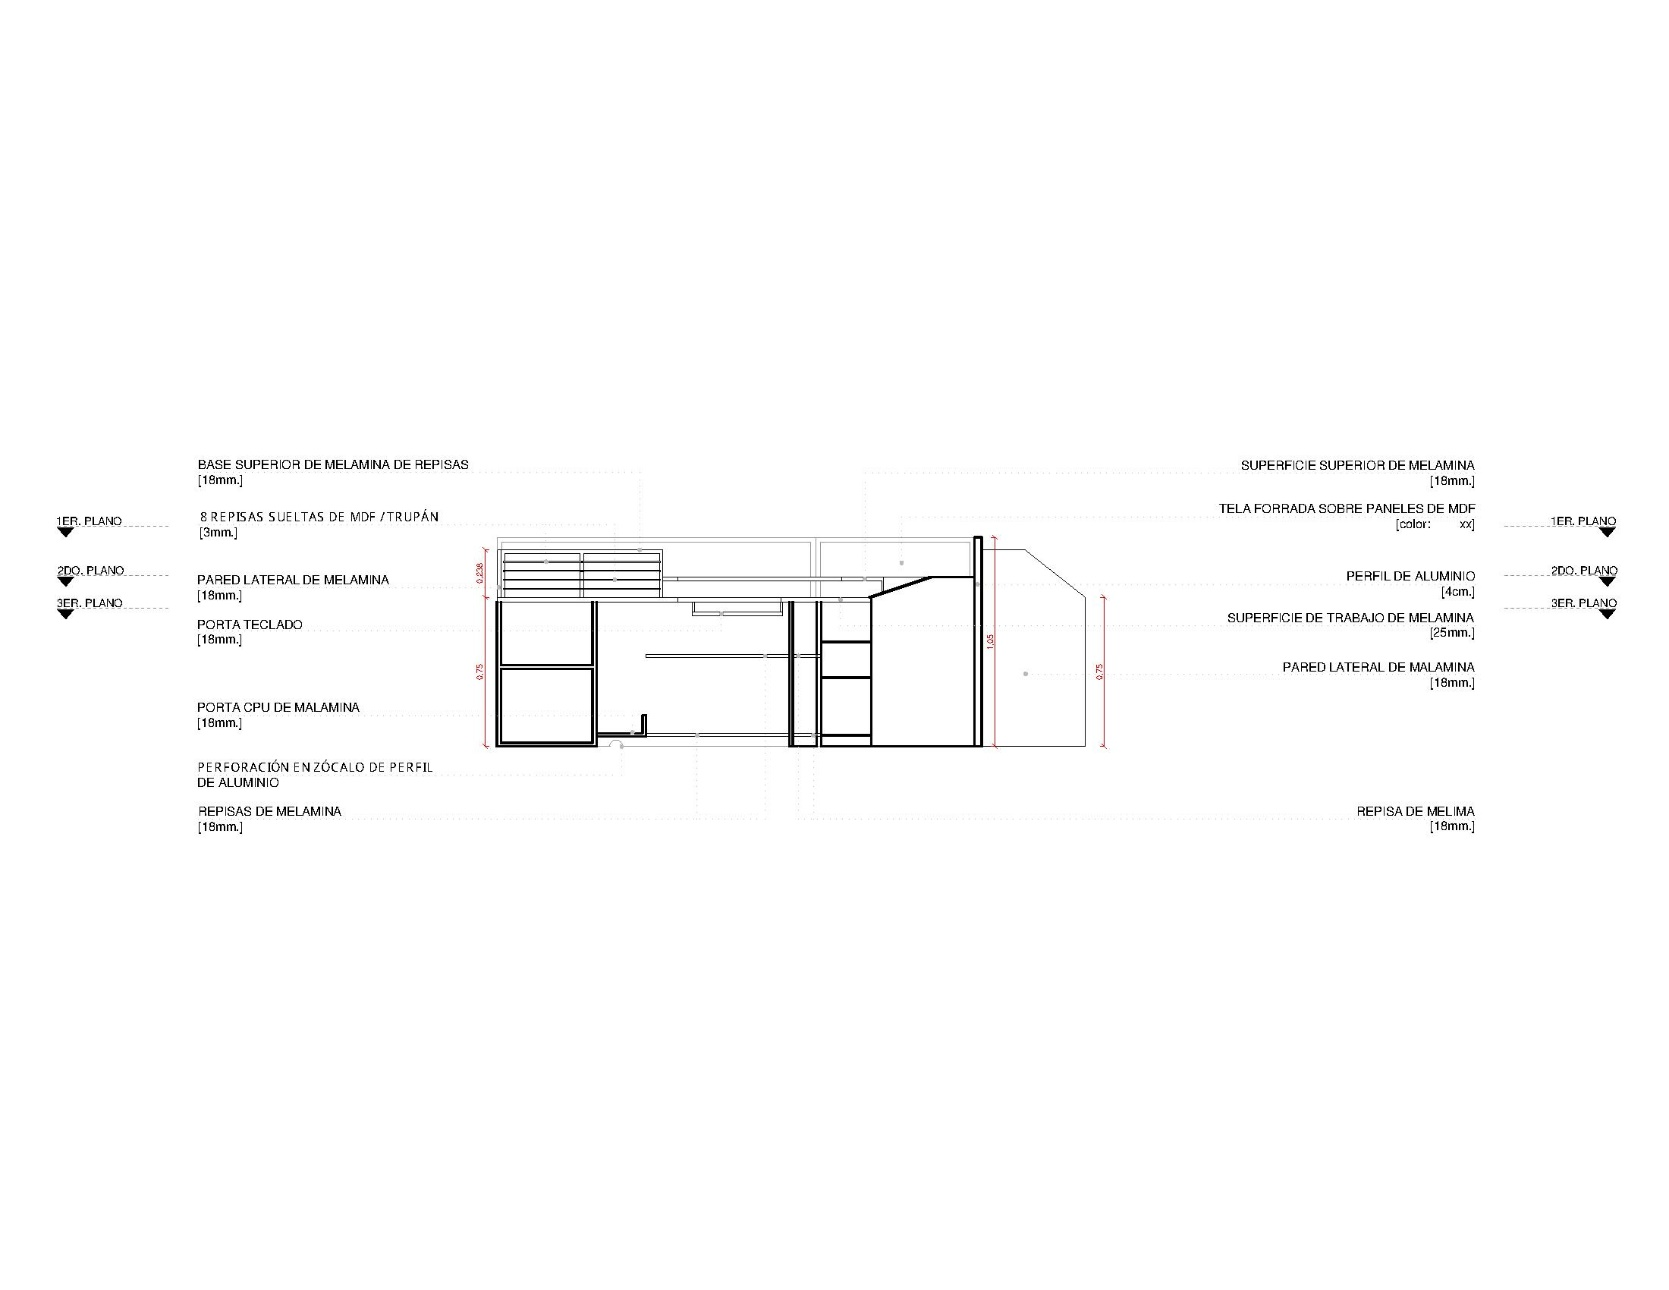 BASE SUPERIOR DE MELAMINA DE REPISAS
[18mm.]
8 REPISAS SUELTAS DE MDF / TRUPÁN
[3mm.]
1ER. PLANO
2DO. PLANO
3ER. PLANO
PARED LATERAL DE MELAMINA
[18mm.]
PORTA TECLADO
[18mm.]
PORTA CPU DE MALAMINA
[18mm.]
PERFORACIÓN EN ZÓCALO DE PERFIL
DE ALUMINIO
REPISAS DE MELAMINA
[18mm.]
0,238
0,75
1,05
0,75
SUPERFICIE SUPERIOR DE MELAMINA
[18mm.]
TELA FORRADA SOBRE PANELES DE MDF
[color: xx]
PERFIL DE ALUMINIO
[4cm.]
SUPERFICIE DE TRABAJO DE MELAMINA
[25mm.]
PARED LATERAL DE MALAMINA
[18mm.]
REPISA DE MELIMA
[18mm.]
1ER. PLANO
2DO. PLANO
3ER. PLANO